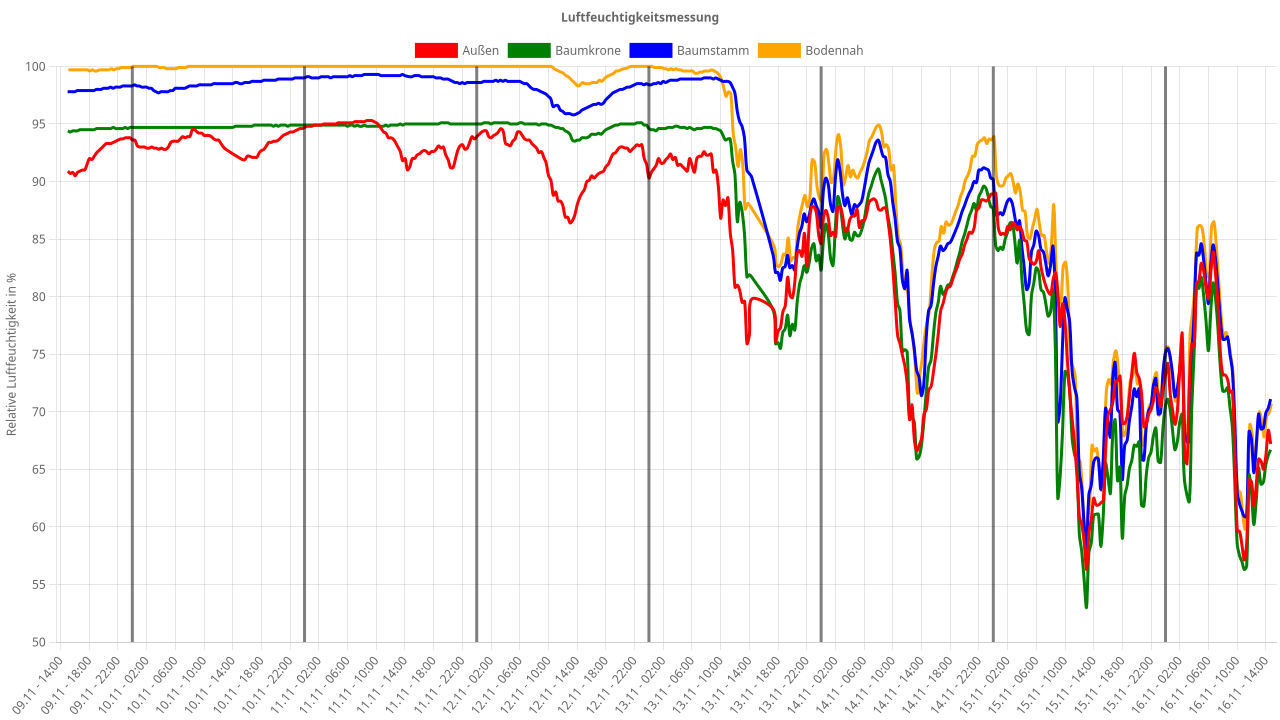 Luftfeuchtigkeitsmessung
Außen Baumkrone Baumstamm Bodennah
Relative Luftfeuchtigkeit in %
100
95
90
85
80
75
70
65
60
55
50
09.11 - 14:00
09.11 - 18:00
09.11 - 22:00
10.11 - 02:00
10.11 - 06:00
10.11 - 10:00
10.11 - 14:00
10.11 - 18:00
10.11 - 22:00
11.11 - 02:00
11.11 - 06:00
11.11 - 10:00
11.11 - 14:00
11.11 - 18:00
11.11 - 22:00
12.11 - 02:00
12.11 - 06:00
12.11 - 10:00
12.11 - 14:00
12.11 - 18:00
12.11 - 22:00
13.11 - 02:00
13.11 - 06:00
13.11 - 10:00
13.11 - 14:00
13.11 - 18:00
13.11 - 22:00
14.11 - 02:00
14.11 - 06:00
14.11 - 10:00
14.11 - 14:00
14.11 - 18:00
14.11 - 22:00
15.11 - 02:00
15.11 - 06:00
15.11 - 10:00
15.11 - 14:00
15.11 - 18:00
15.11 - 22:00
16.11 - 02:00
16.11 - 06:00
16.11 - 10:00
16.11 - 14:00